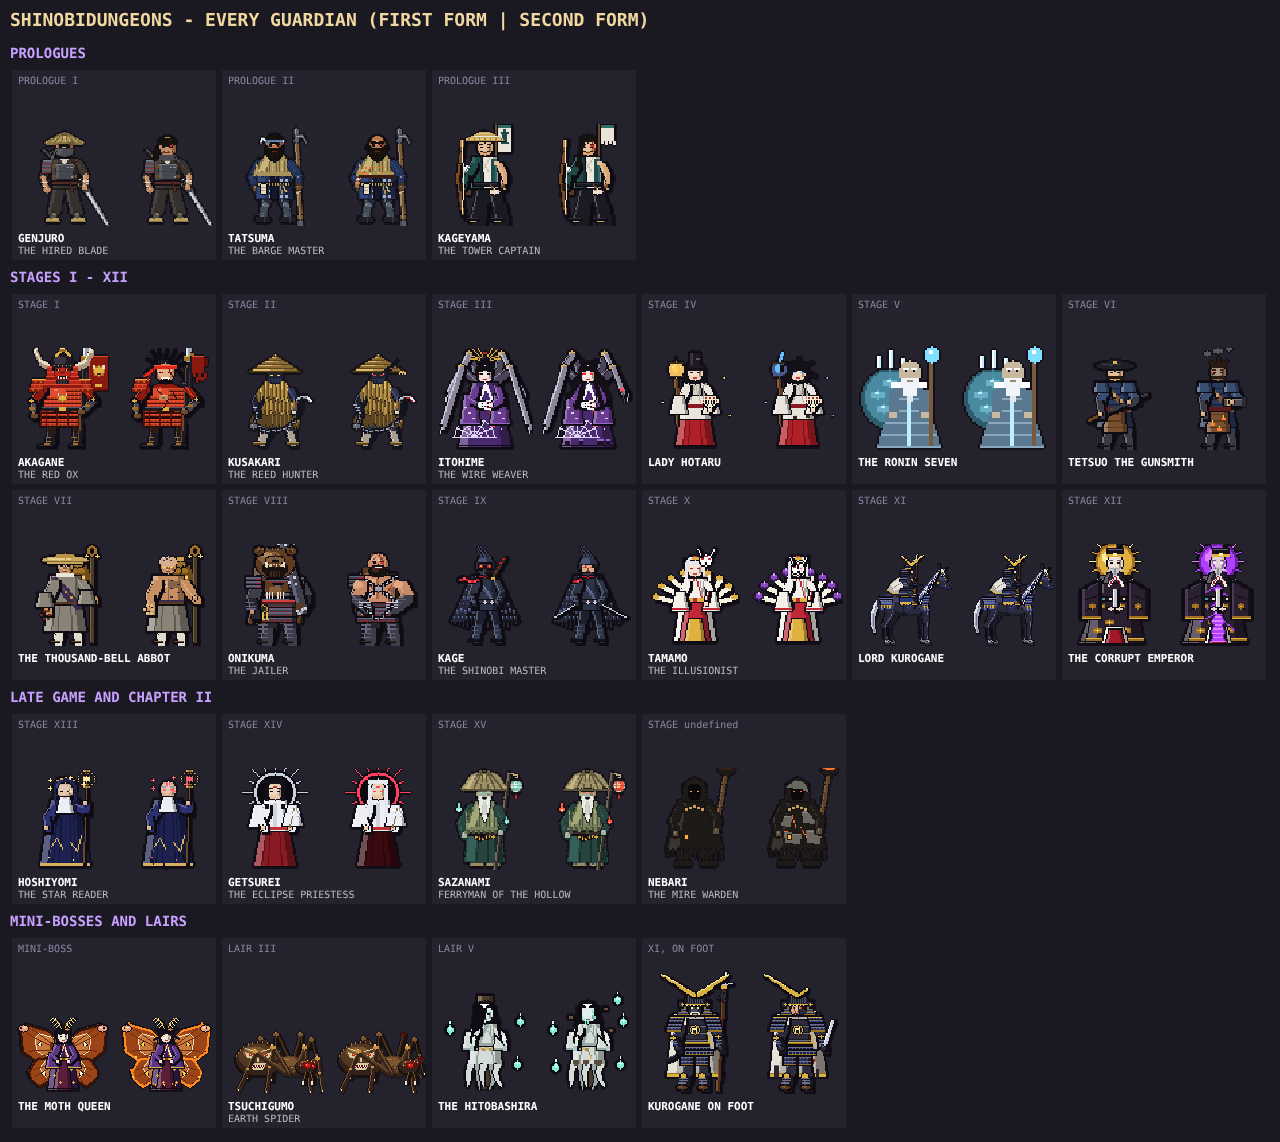 SHINOBIDUNGEONS - EVERY GUARDIAN (FIRST FORM | SECOND FORM)
PROLOGUES
PROLOGUE I
GENJURO
THE HIRED BLADE
PROLOGUE II
TATSUMA
THE BARGE MASTER
PROLOGUE III
KAGEYAMA
THE TOWER CAPTAIN
STAGES I - XII
STAGE I
AKAGANE
THE RED OX
STAGE II
KUSAKARI
THE REED HUNTER
STAGE III
ITOHIME
THE WIRE WEAVER
STAGE IV
LADY HOTARU
STAGE V
THE RONIN SEVEN
STAGE VI
TETSUO THE GUNSMITH
STAGE VII
THE THOUSAND-BELL ABBOT
STAGE VIII
ONIKUMA
THE JAILER
STAGE IX
KAGE
THE SHINOBI MASTER
STAGE X
TAMAMO
THE ILLUSIONIST
STAGE XI
LORD KUROGANE
STAGE XII
THE CORRUPT EMPEROR
LATE GAME AND CHAPTER II
STAGE XIII
HOSHIYOMI
THE STAR READER
STAGE XIV
GETSUREI
THE ECLIPSE PRIESTESS
STAGE XV
SAZANAMI
FERRYMAN OF THE HOLLOW
STAGE undefined
NEBARI
THE MIRE WARDEN
MINI-BOSSES AND LAIRS
MINI-BOSS
THE MOTH QUEEN
LAIR III
TSUCHIGUMO
EARTH SPIDER
LAIR V
THE HITOBASHIRA
XI, ON FOOT
KUROGANE ON FOOT